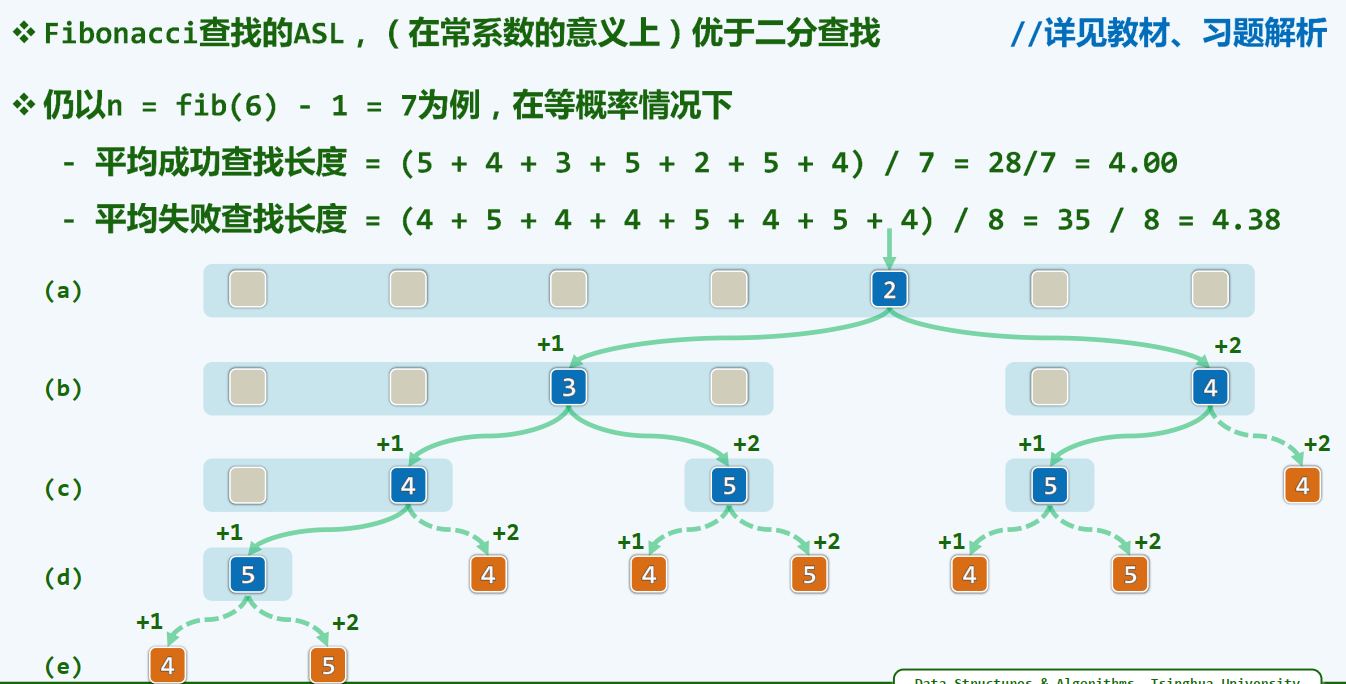 ❖ Fibonacci查找的ASL，（在常系数的意义上）优于二分查找 //详见教材、习题解析
❖ 仍以n = fib(6) - 1 = 7为例，在等概率情况下
- 平均成功查找长度 = (5 + 4 + 3 + 5 + 2 + 5 + 4) / 7 = 28/7 = 4.00
- 平均失败查找长度 = (4 + 5 + 4 + 4 + 5 + 4 + 5 + 4) / 8 = 35 / 8 = 4.38
(a) 2
+1 +2
(b) 3 4
+1 +2 +1 +2
(c) 4 5 5 4
+1 +2 +1 +2 +1 +2
(d) 5 4 4 5 4 5
+1 +2
(e) 4 5
Data Structures & Algorithms, Tsinghua University